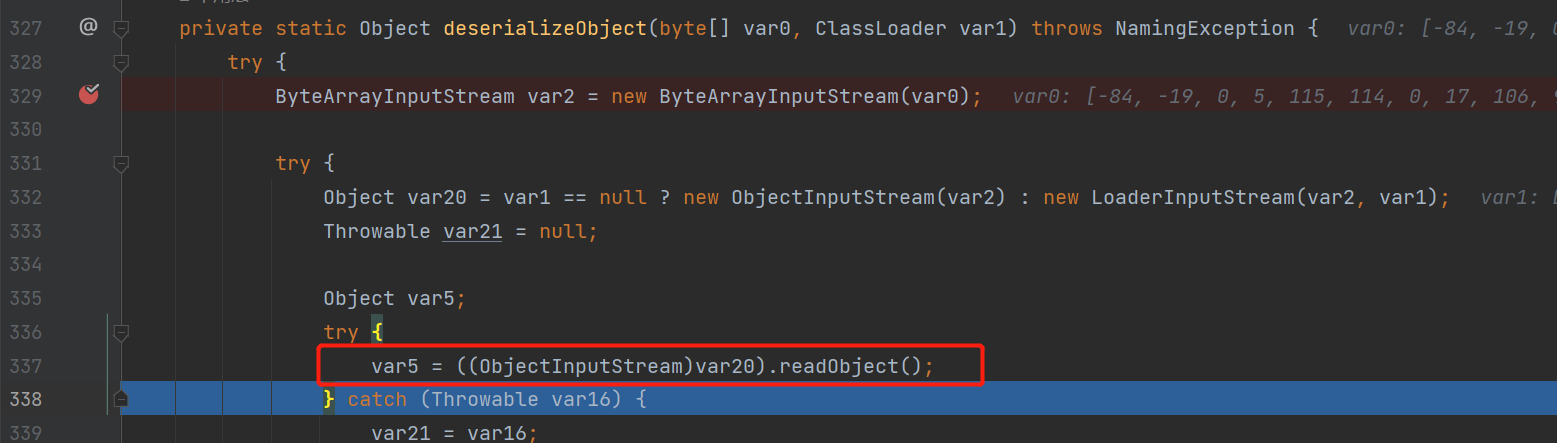 327 @ private static Object deserializeObject(byte[] var0, ClassLoader var1) throws NamingException { var0: [-84, -19, 0
328 try {
329 ByteArrayInputStream var2 = new ByteArrayInputStream(var0); var0: [-84, -19, 0, 5, 115, 114, 0, 17, 106,
330
331 try {
332 Object var20 = var1 == null ? new ObjectInputStream(var2) : new LoaderInputStream(var2, var1); var1:
333 Throwable var21 = null;
334
335 Object var5;
336 try {
337 var5 = ((ObjectInputStream)var20).readObject();
338 } catch (Throwable var16) {
339 var21 = var16;